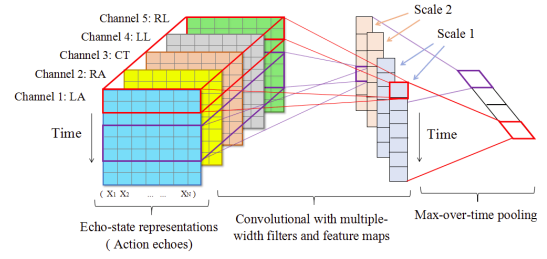 Channel 5: RL
Channel 4: LL
Channel 3: CT
Channel 2: RA
Channel 1: LA
Time
Scale 2
Scale 1
Time
( X1 X2 ... ... XN )
Echo-state representations
( Action echoes)
Convolutional with multiple-
width filters and feature maps
Max-over-time pooling